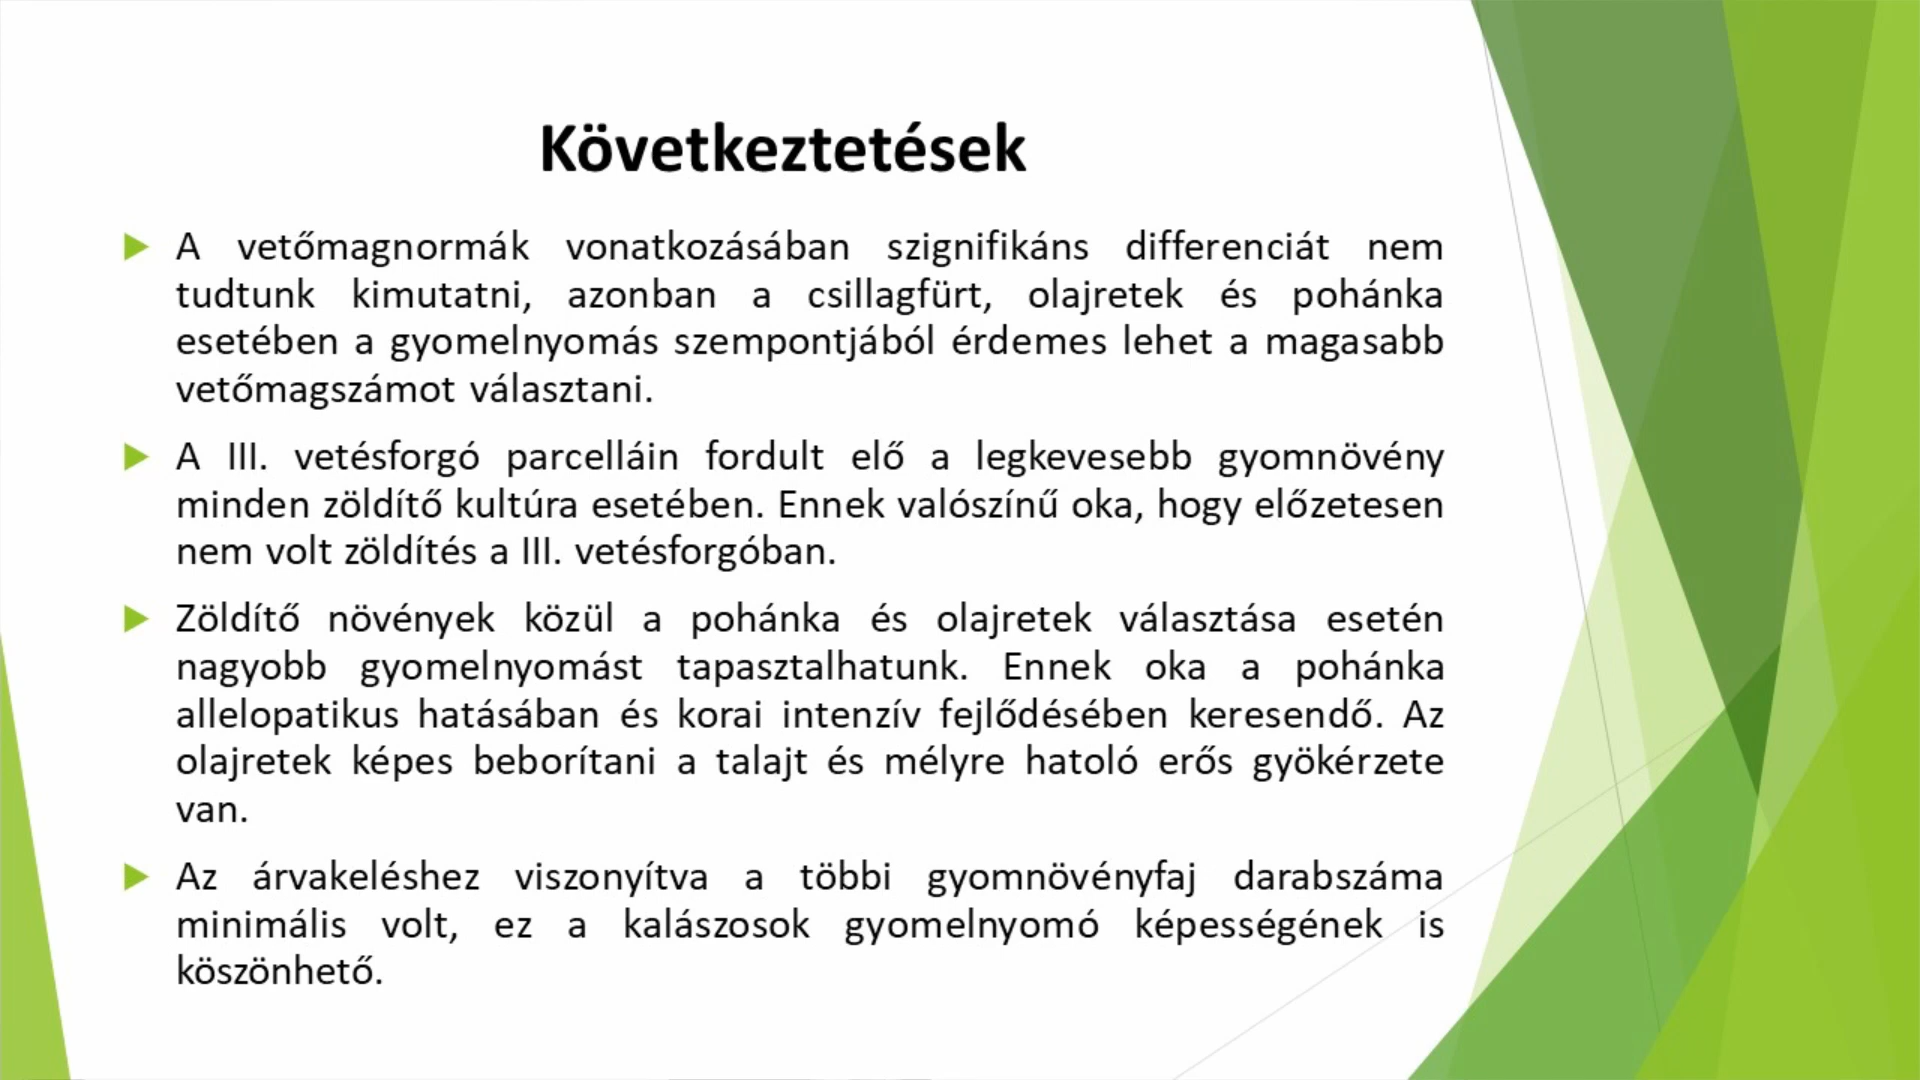 Következtetések
A vetőmagnormák vonatkozásában szignifikáns differenciát nem
tudtunk kimutatni, azonban a csillagfürt, olajretek és pohánka
esetében a gyomelnyomás szempontjából érdemes lehet a magasabb
vetőmagszámot választani.
A III. vetésforgó parcelláin fordult elő a legkevesebb gyomnövény
minden zöldítő kultúra esetében. Ennek valószínű oka, hogy előzetesen
nem volt zöldítés a III. vetésforgóban.
Zöldítő növények közül a pohánka és olajretek választása esetén
nagyobb gyomelnyomást tapasztalhatunk. Ennek oka a pohánka
allelopatikus hatásában és korai intenzív fejlődésében keresendő. Az
olajretek képes beborítani a talajt és mélyre hatoló erős gyökérzete
van.
Az árvakeléshez viszonyítva a többi gyomnövényfaj darabszáma
minimális volt, ez a kalászosok gyomelnyomó képességének is
köszönhető.